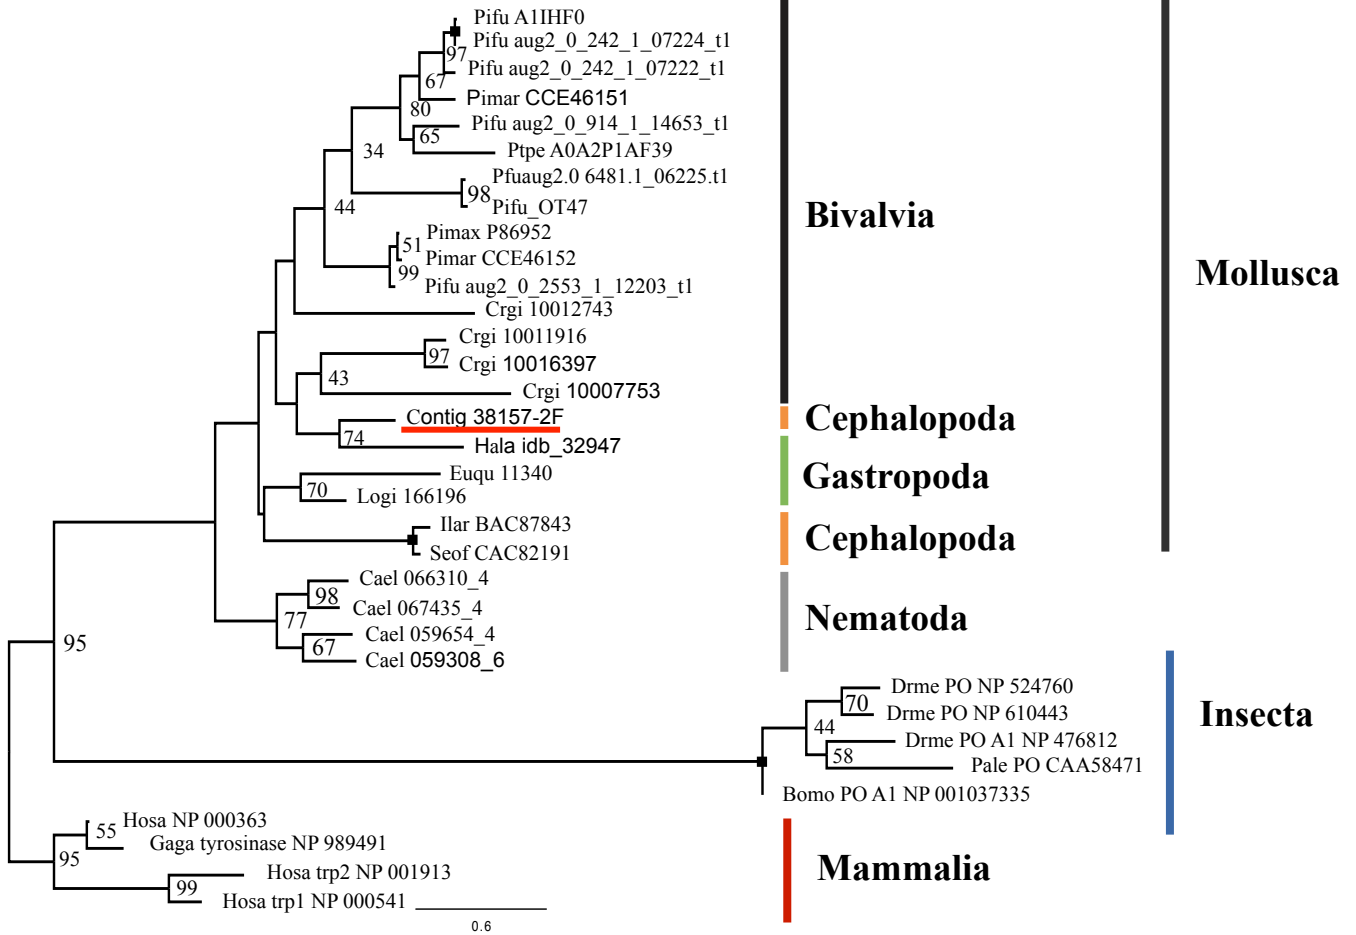 Pifu A1IHF0
Pifu aug2_0_242_1_07224_t1
97
Pifu aug2_0_242_1_07222_t1
67
Pimar CCE46151
80
Pifu aug2_0_914_1_14653_t1
65
Ptpe A0A2P1AF39
34
Pfuaug2.0 6481.1_06225.t1
98
Pifu_OT47
44
Pimax P86952
51
Pimar CCE46152
99
Pifu aug2_0_2553_1_12203_t1
Crgi 10012743
Crgi 10011916
97
Crgi 10016397
43
Crgi 10007753
Contig 38157-2F
74
Hala idb_32947
Euqu 11340
70
Logi 166196
Ilar BAC87843
Seof CAC82191
Cael 066310_4
98
Cael 067435_4
77
Cael 059654_4
67
Cael 059308_6
95
Drme PO NP 524760
70
Drme PO NP 610443
44
Drme PO A1 NP 476812
58
Pale PO CAA58471
Bomo PO A1 NP 001037335
Hosa NP 000363
55
Gaga tyrosinase NP 989491
95
Hosa trp2 NP 001913
99
Hosa trp1 NP 000541
0.6
Bivalvia
Cephalopoda
Gastropoda
Cephalopoda
Nematoda
Mammalia
Mollusca
Insecta